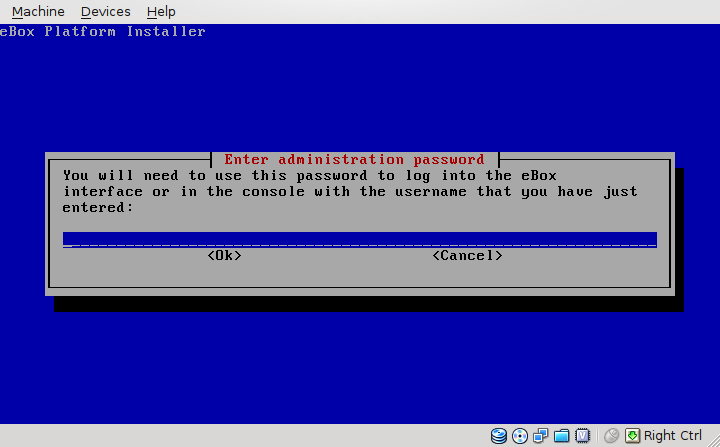 Machine Devices Help
eBox Platform Installer
Enter administration password
You will need to use this password to log into the eBox
interface or in the console with the username that you have just
entered:
<Ok> <Cancel>
Right Ctrl